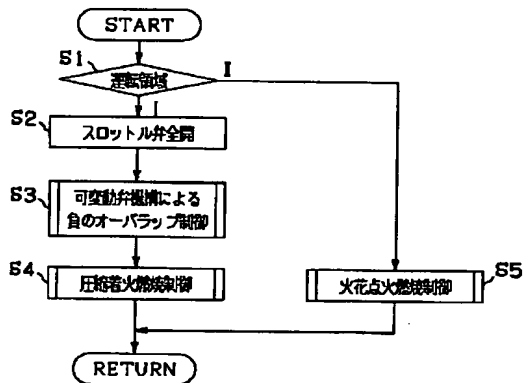 START
S1
運転領域
I
I
S2
スロットル弁全開
S3
可変動弁機構による
負のオーバラップ制御
S4
圧縮着火燃焼制御
火花点火燃焼制御
S5
RETURN